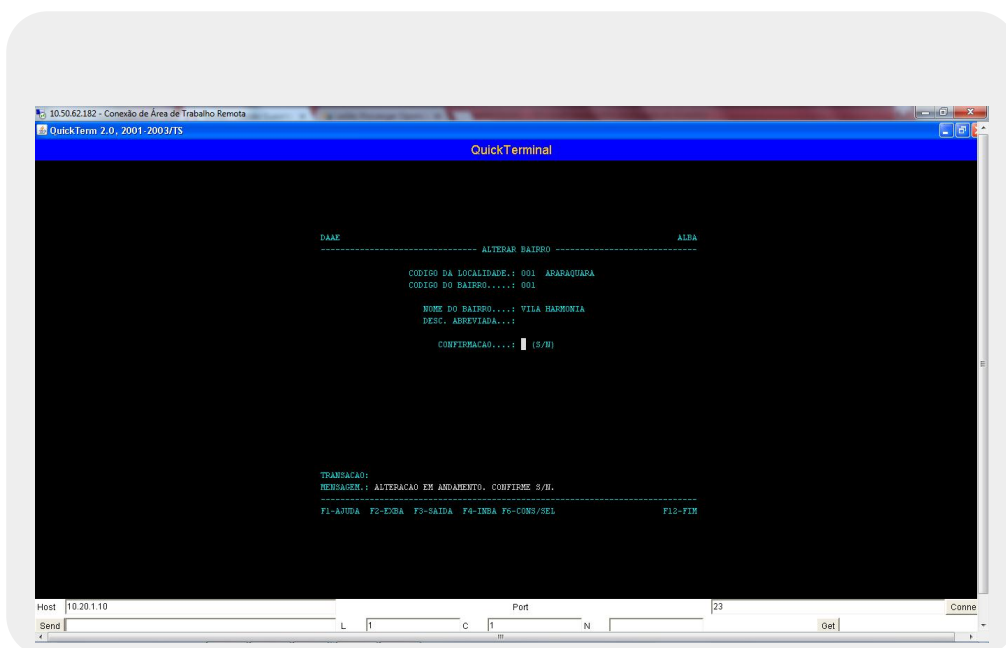 10.50.62.182 - Conexão de Área de Trabalho Remota
QuickTerm 2.0, 2001-2003/TS
QuickTerminal
DAAE ALBA
------------------------------- ALTERAR BAIRRO ----------------------------
CODIGO DA LOCALIDADE.: 001 ARARAQUARA
CODIGO DO BAIRRO.....: 001
NOME DO BAIRRO....: VILA HARMONIA
DESC. ABREVIADA...:
CONFIRMACAO....: (S/N)
TRANSACAO:
MENSAGEM.: ALTERACAO EM ANDAMENTO. CONFIRME S/N.
F1-AJUDA F2-EXBA F3-SAIDA F4-INBA F6-CONS/SEL F12-FIM
Host 10.20.1.10 Port 23 Conne
Send L 1 C 1 N Get